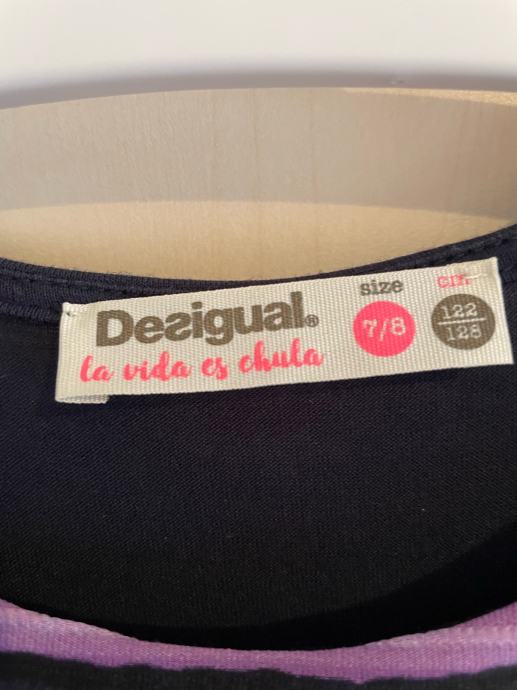 Desigual®
la vida es chula
size
7/8
cm
122
128